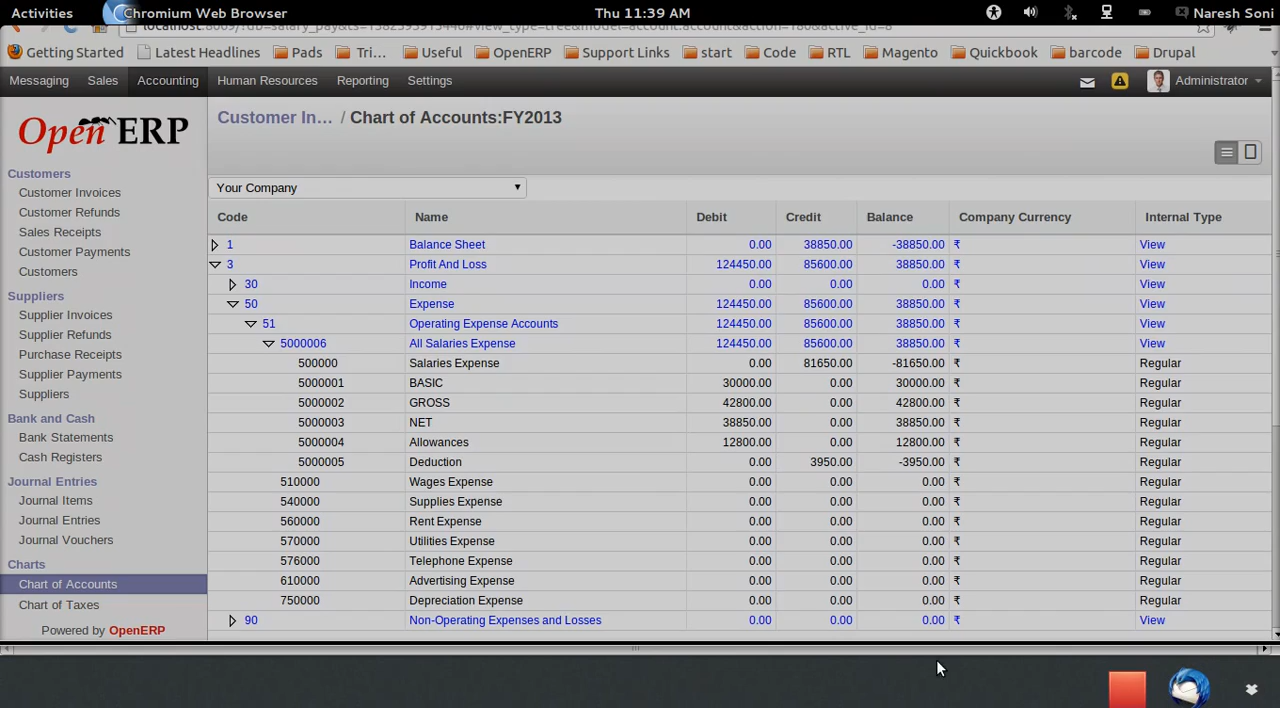 Activities Chromium Web Browser Thu 11:39 AM Naresh Soni
Getting Started Latest Headlines Pads Tri... Useful OpenERP Support Links start Code RTL Magento Quickbook barcode Drupal
Messaging Sales Accounting Human Resources Reporting Settings Administrator
Open ERP
Customer In... / Chart of Accounts:FY2013
Customers
Customer Invoices
Customer Refunds
Sales Receipts
Customer Payments
Customers
Suppliers
Supplier Invoices
Supplier Refunds
Purchase Receipts
Supplier Payments
Suppliers
Bank and Cash
Bank Statements
Cash Registers
Journal Entries
Journal Items
Journal Entries
Journal Vouchers
Charts
Chart of Accounts
Chart of Taxes
Powered by OpenERP
Your Company
Code Name Debit Credit Balance Company Currency Internal Type
1 Balance Sheet 0.00 38850.00 -38850.00 ₹ View
3 Profit And Loss 124450.00 85600.00 38850.00 ₹ View
30 Income 0.00 0.00 0.00 ₹ View
50 Expense 124450.00 85600.00 38850.00 ₹ View
51 Operating Expense Accounts 124450.00 85600.00 38850.00 ₹ View
5000006 All Salaries Expense 124450.00 85600.00 38850.00 ₹ View
500000 Salaries Expense 0.00 81650.00 -81650.00 ₹ Regular
5000001 BASIC 30000.00 0.00 30000.00 ₹ Regular
5000002 GROSS 42800.00 0.00 42800.00 ₹ Regular
5000003 NET 38850.00 0.00 38850.00 ₹ Regular
5000004 Allowances 12800.00 0.00 12800.00 ₹ Regular
5000005 Deduction 0.00 3950.00 -3950.00 ₹ Regular
510000 Wages Expense 0.00 0.00 0.00 ₹ Regular
540000 Supplies Expense 0.00 0.00 0.00 ₹ Regular
560000 Rent Expense 0.00 0.00 0.00 ₹ Regular
570000 Utilities Expense 0.00 0.00 0.00 ₹ Regular
576000 Telephone Expense 0.00 0.00 0.00 ₹ Regular
610000 Advertising Expense 0.00 0.00 0.00 ₹ Regular
750000 Depreciation Expense 0.00 0.00 0.00 ₹ Regular
90 Non-Operating Expenses and Losses 0.00 0.00 0.00 ₹ View